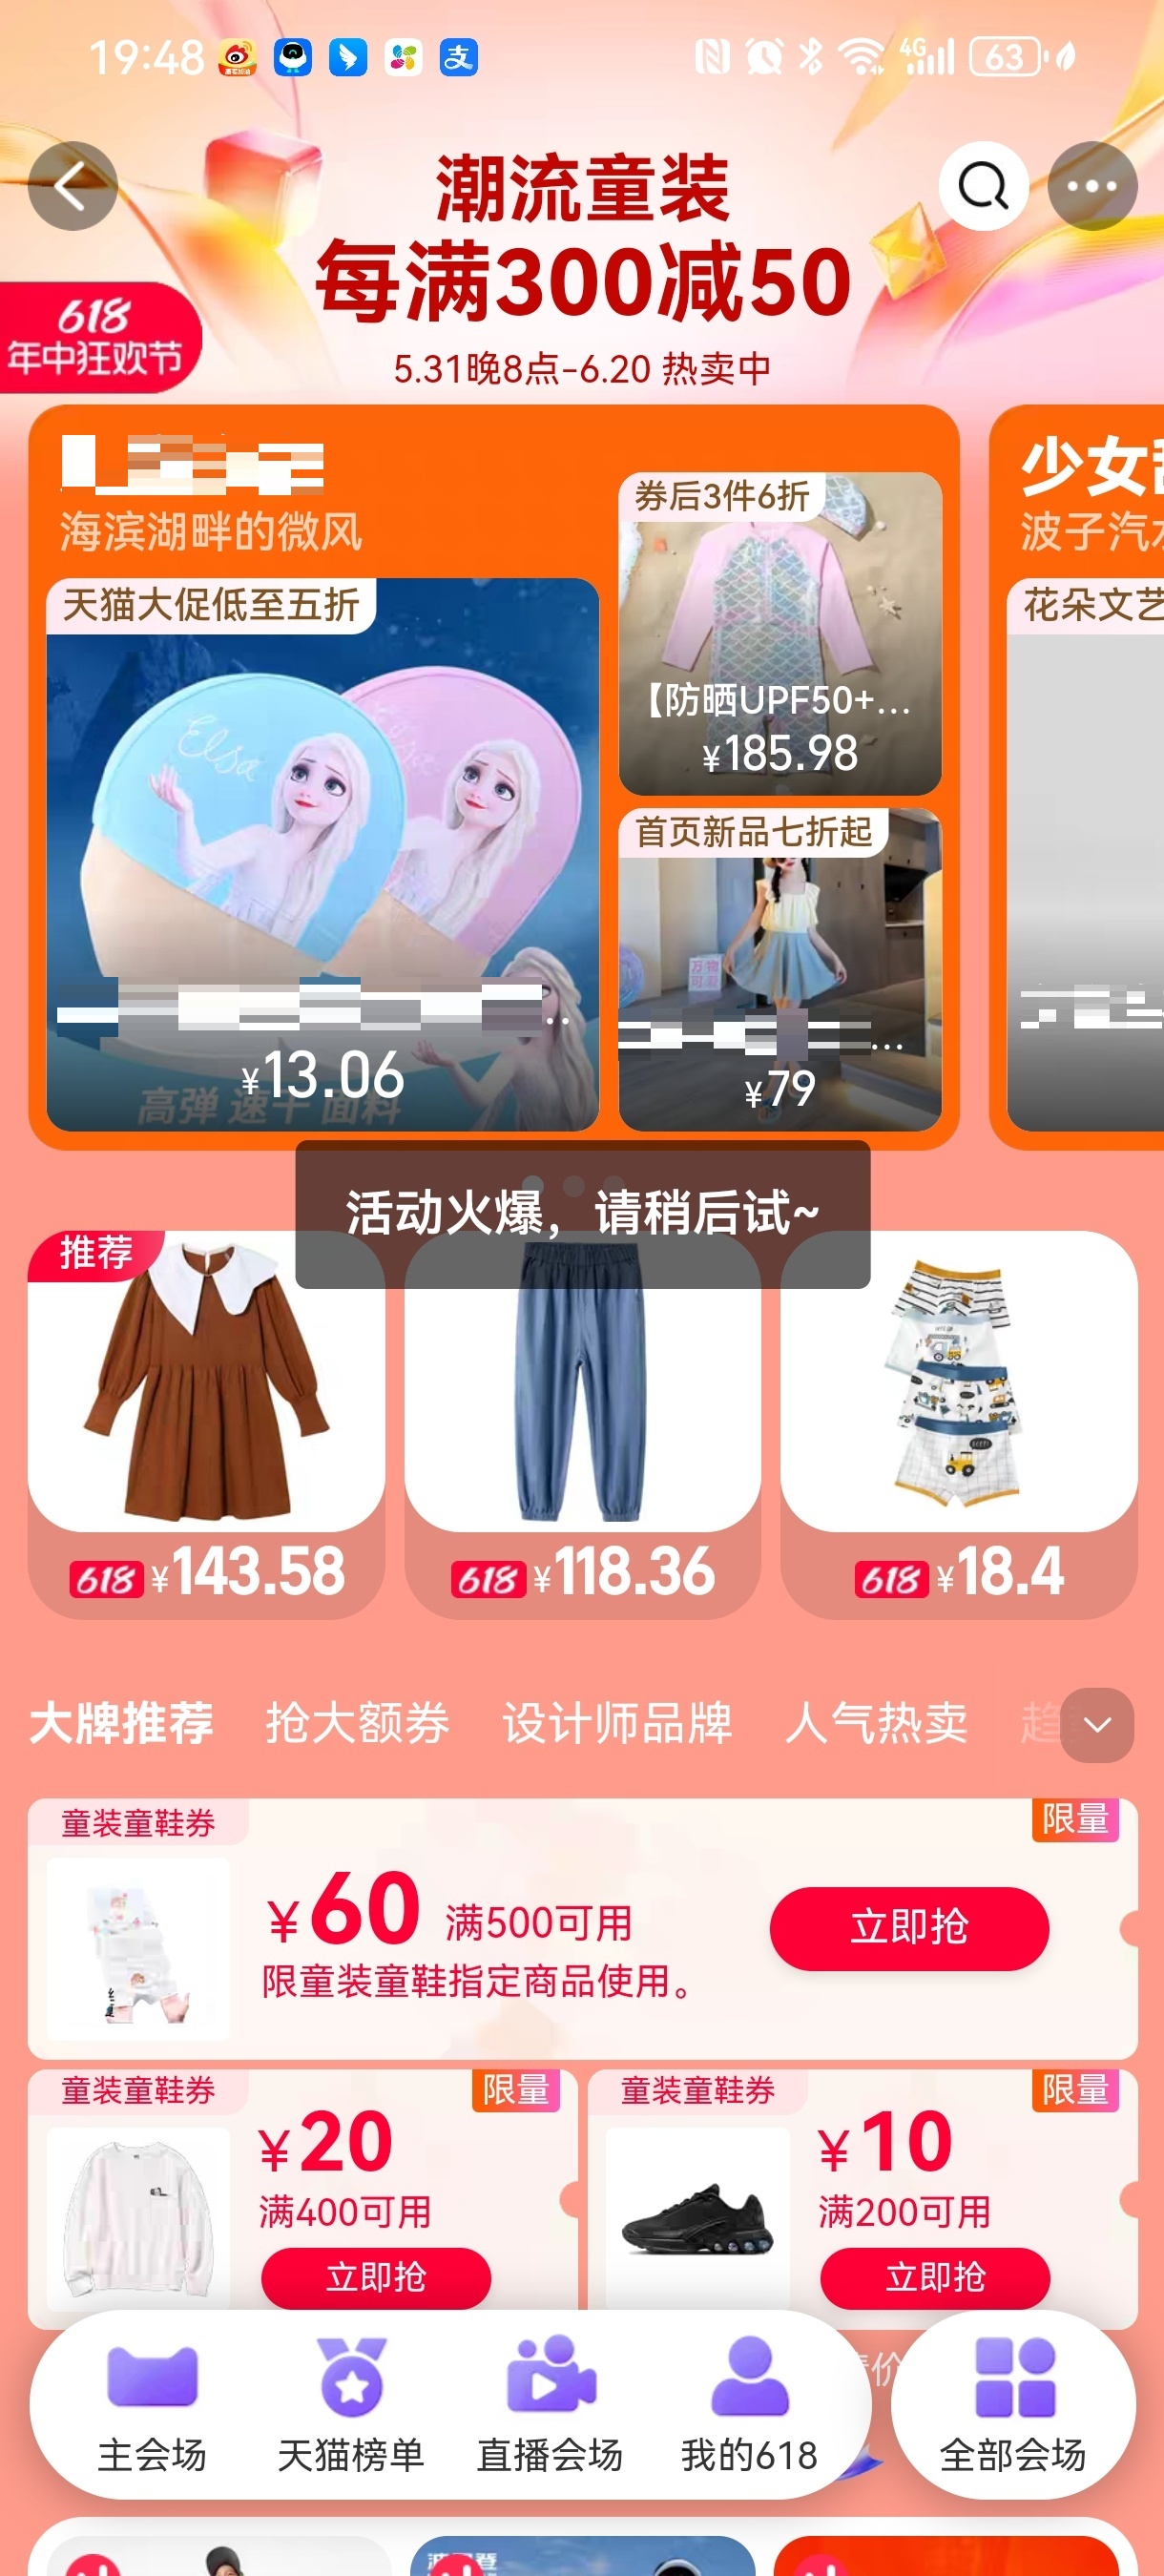 19:48
4G
63
潮流童装
每满300减50
618
年中狂欢节
5.31晚8点-6.20 热卖中
海滨湖畔的微风
天猫大促低至五折
Elsa
高弹 速干 面料
¥13.06
券后3件6折
【防晒UPF50+...
¥185.98
首页新品七折起
万物
可爱
...
¥79
少女
波子汽
花朵文艺
活动火爆，请稍后试~
推荐
618 ¥143.58
618 ¥118.36
618 ¥18.4
大牌推荐 抢大额券 设计师品牌 人气热卖
童装童鞋券
限量
¥60 满500可用
限童装童鞋指定商品使用。
立即抢
童装童鞋券
限量
¥20
满400可用
立即抢
童装童鞋券
限量
¥10
满200可用
立即抢
主会场 天猫榜单 直播会场 我的618 全部会场